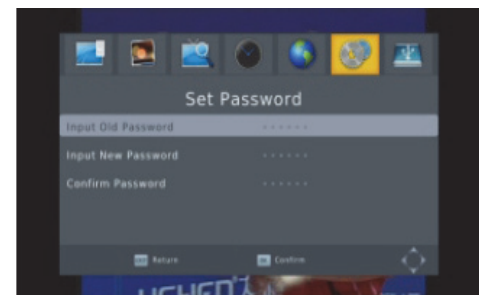 Set Password
Input Old Password ······
Input New Password ······
Confirm Password ······
Return
Confirm